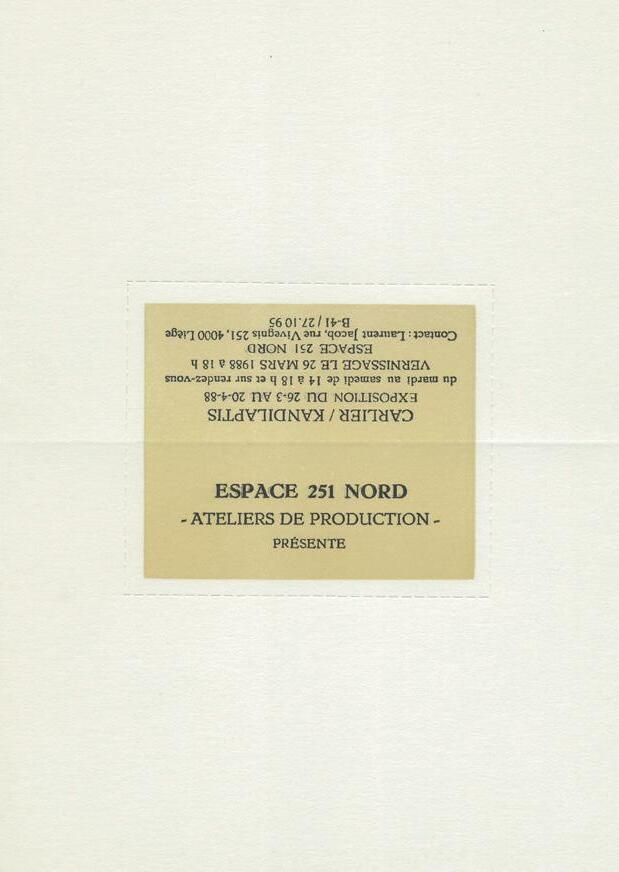 ESPACE 251 NORD
- ATELIERS DE PRODUCTION -
PRÉSENTE
CARLIER / KANDILAPTIS
EXPOSITION DU 26-3 AU 20-4-88
du mardi au samedi de 14 à 18 h et sur rendez-vous
VERNISSAGE LE 26 MARS 1988 à 18 h
ESPACE 251 NORD
Contact : Laurent Jacob, rue Vivegnis 251, 4000 Liège
B-41 / 27.10 95